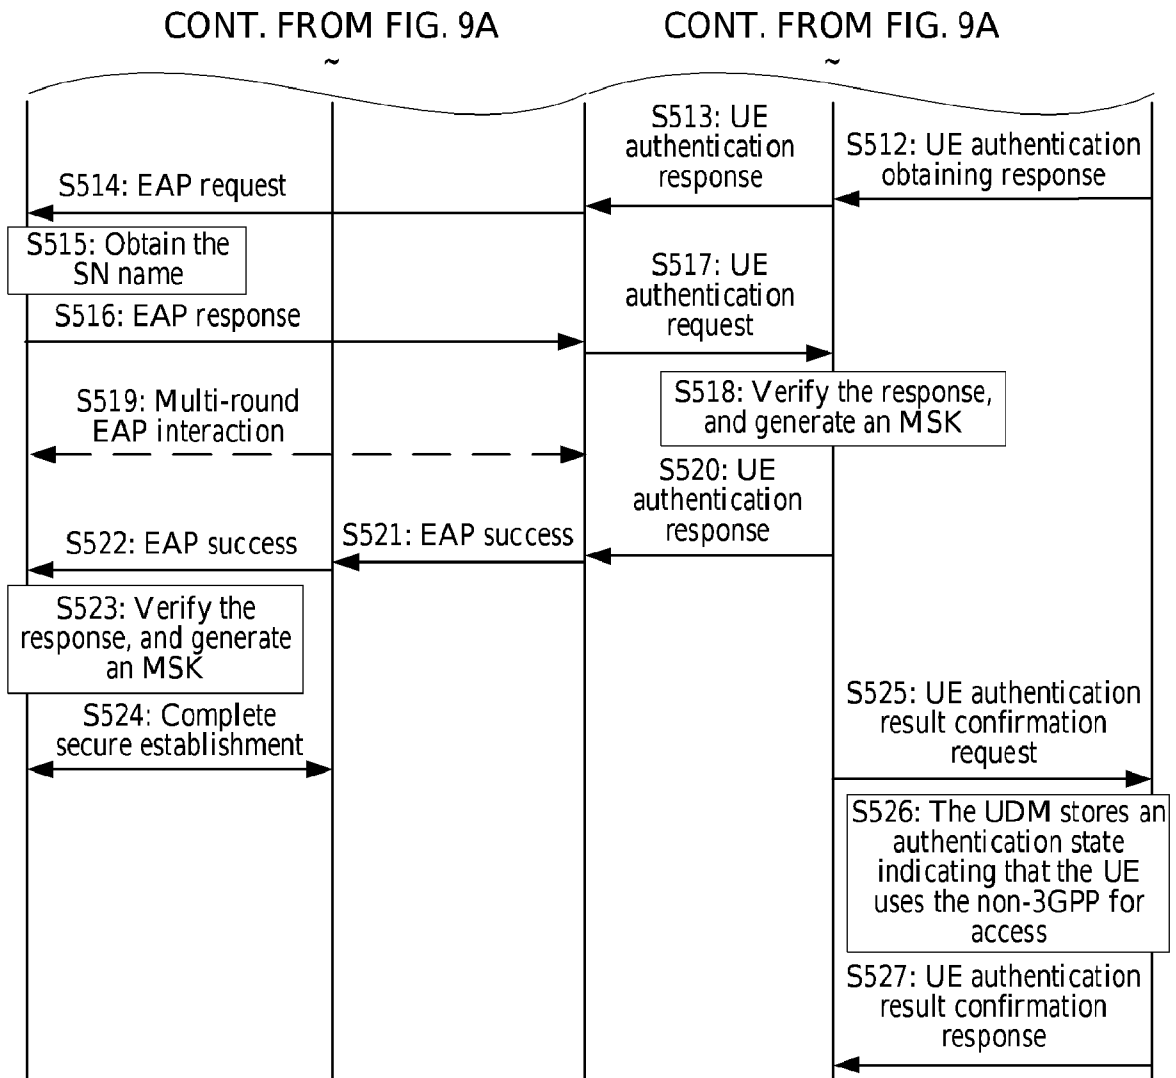 CONT. FROM FIG. 9A
CONT. FROM FIG. 9A
~
~
S513: UE
authentication
response
S512: UE authentication
obtaining response
S514: EAP request
S515: Obtain the
SN name
S517: UE
authentication
request
S516: EAP response
S519: Multi-round
EAP interaction
S518: Verify the response,
and generate an MSK
S520: UE
authentication
response
S521: EAP success
S522: EAP success
S523: Verify the
response, and generate
an MSK
S524: Complete
secure establishment
S525: UE authentication
result confirmation
request
S526: The UDM stores an
authentication state
indicating that the UE
uses the non-3GPP for
access
S527: UE authentication
result confirmation
response